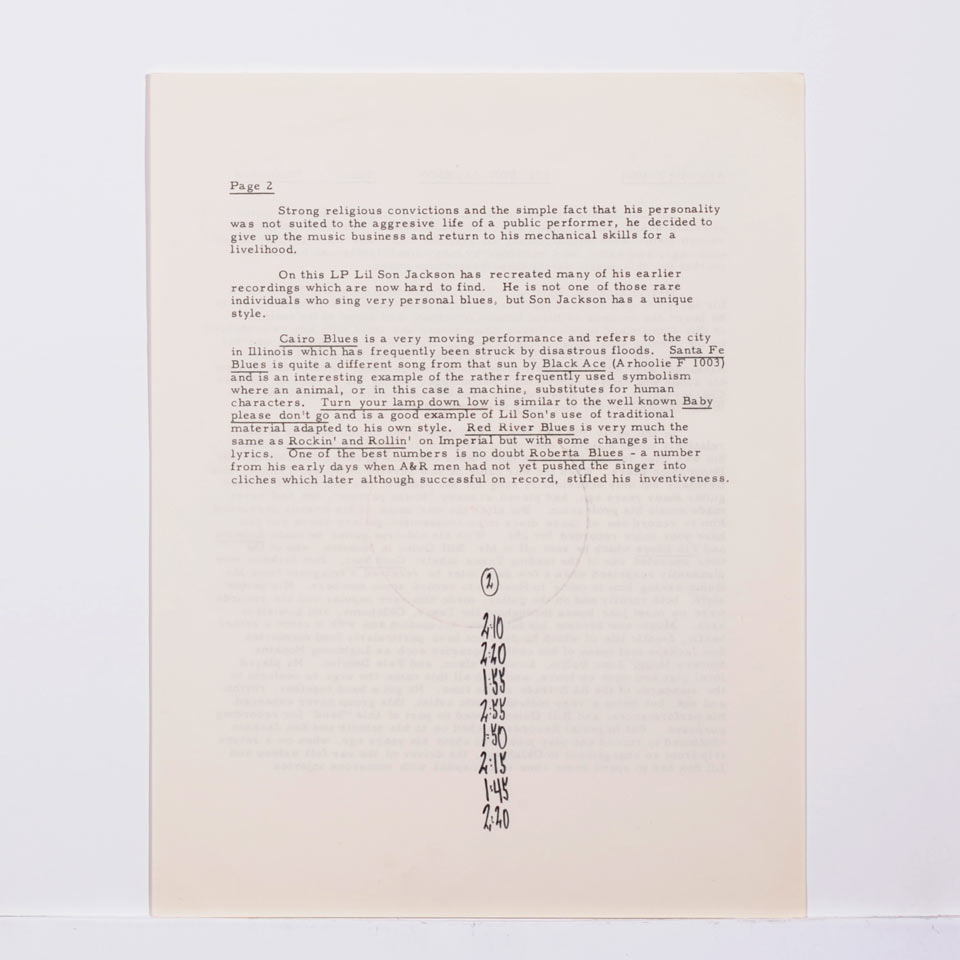 Page 2
Strong religious convictions and the simple fact that his personality
was not suited to the aggresive life of a public performer, he decided to
give up the music business and return to his mechanical skills for a
livelihood.
On this LP Lil Son Jackson has recreated many of his earlier
recordings which are now hard to find. He is not one of those rare
individuals who sing very personal blues, but Son Jackson has a unique
style.
Cairo Blues is a very moving performance and refers to the city
in Illinois which has frequently been struck by disastrous floods. Santa Fe
Blues is quite a different song from that sun by Black Ace (Arhoolie F 1003)
and is an interesting example of the rather frequently used symbolism
where an animal, or in this case a machine, substitutes for human
characters. Turn your lamp down low is similar to the well known Baby
please don't go and is a good example of Lil Son's use of traditional
material adapted to his own style. Red River Blues is very much the
same as Rockin' and Rollin' on Imperial but with some changes in the
lyrics. One of the best numbers is no doubt Roberta Blues - a number
from his early days when A&R men had not yet pushed the singer into
cliches which later although successful on record, stifled his inventiveness.
2
2:10
2:20
1:55
2:55
1:50
2:15
1:45
2:20